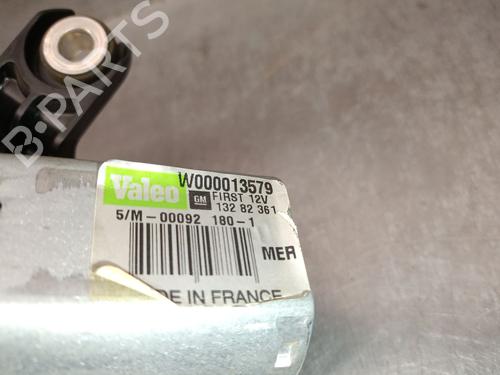 B-PARTS
Valeo W000013579
GM FIRST 12V
132 82 361
5/M-00092 180-1
MER
DE IN FRANCE